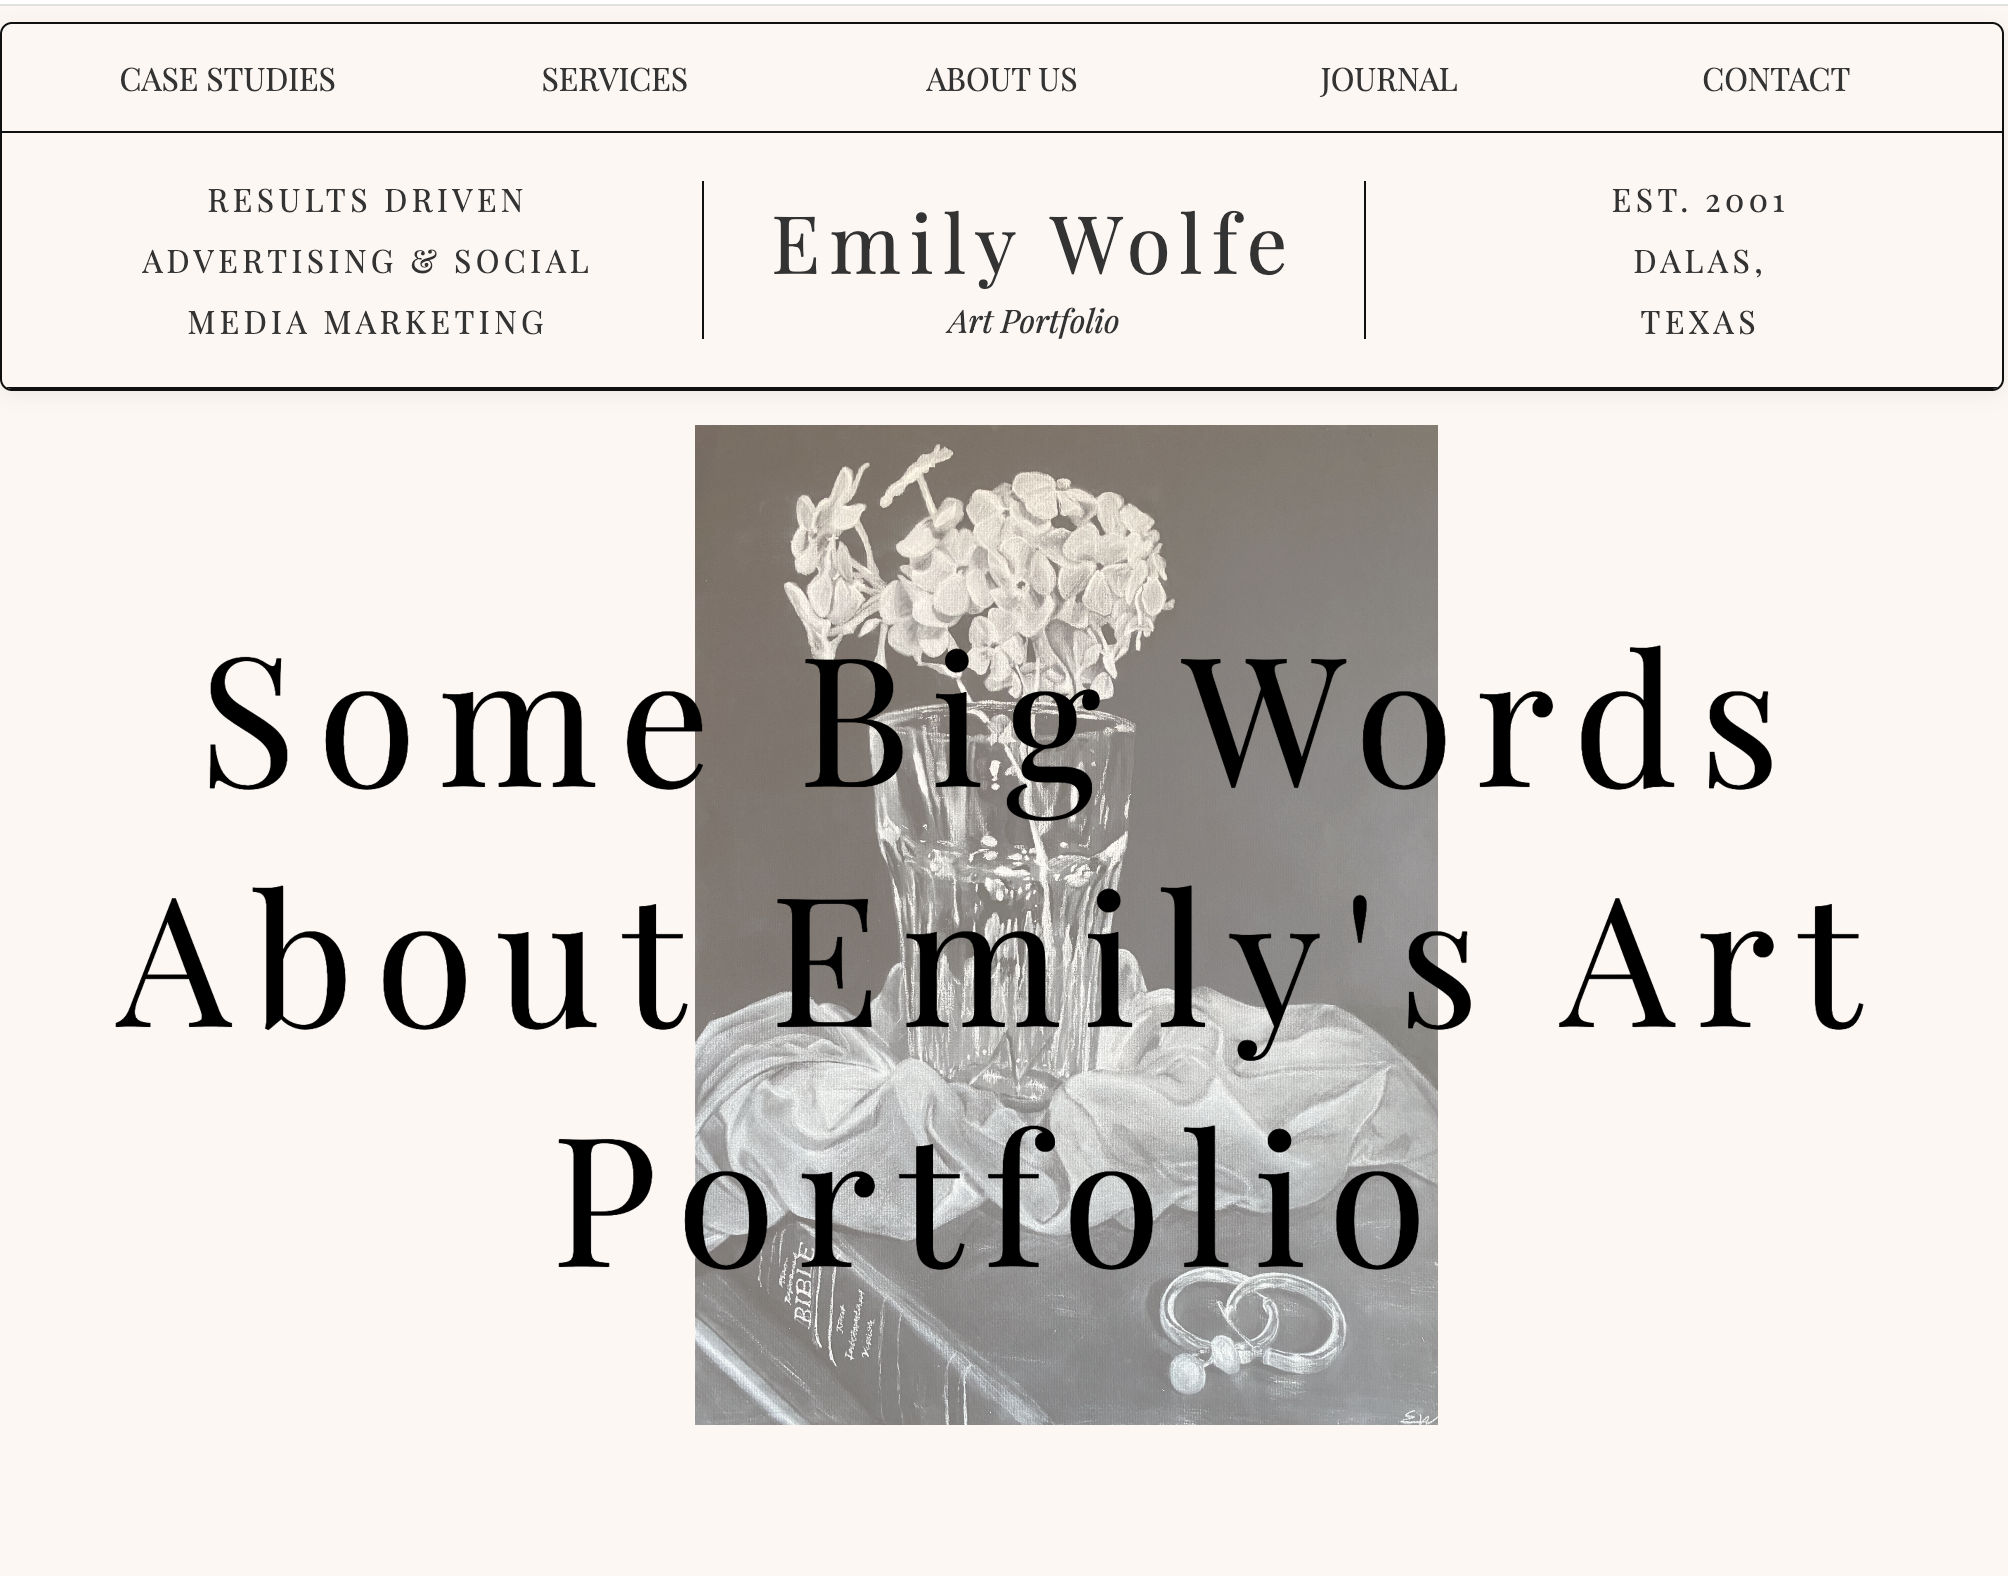 CASE STUDIES SERVICES ABOUT US JOURNAL CONTACT
RESULTS DRIVEN
ADVERTISING & SOCIAL
MEDIA MARKETING
Emily Wolfe
Art Portfolio
EST. 2001
DALAS,
TEXAS
Some Big Words
About Emily's Art
Portfolio
BIBLE
EW